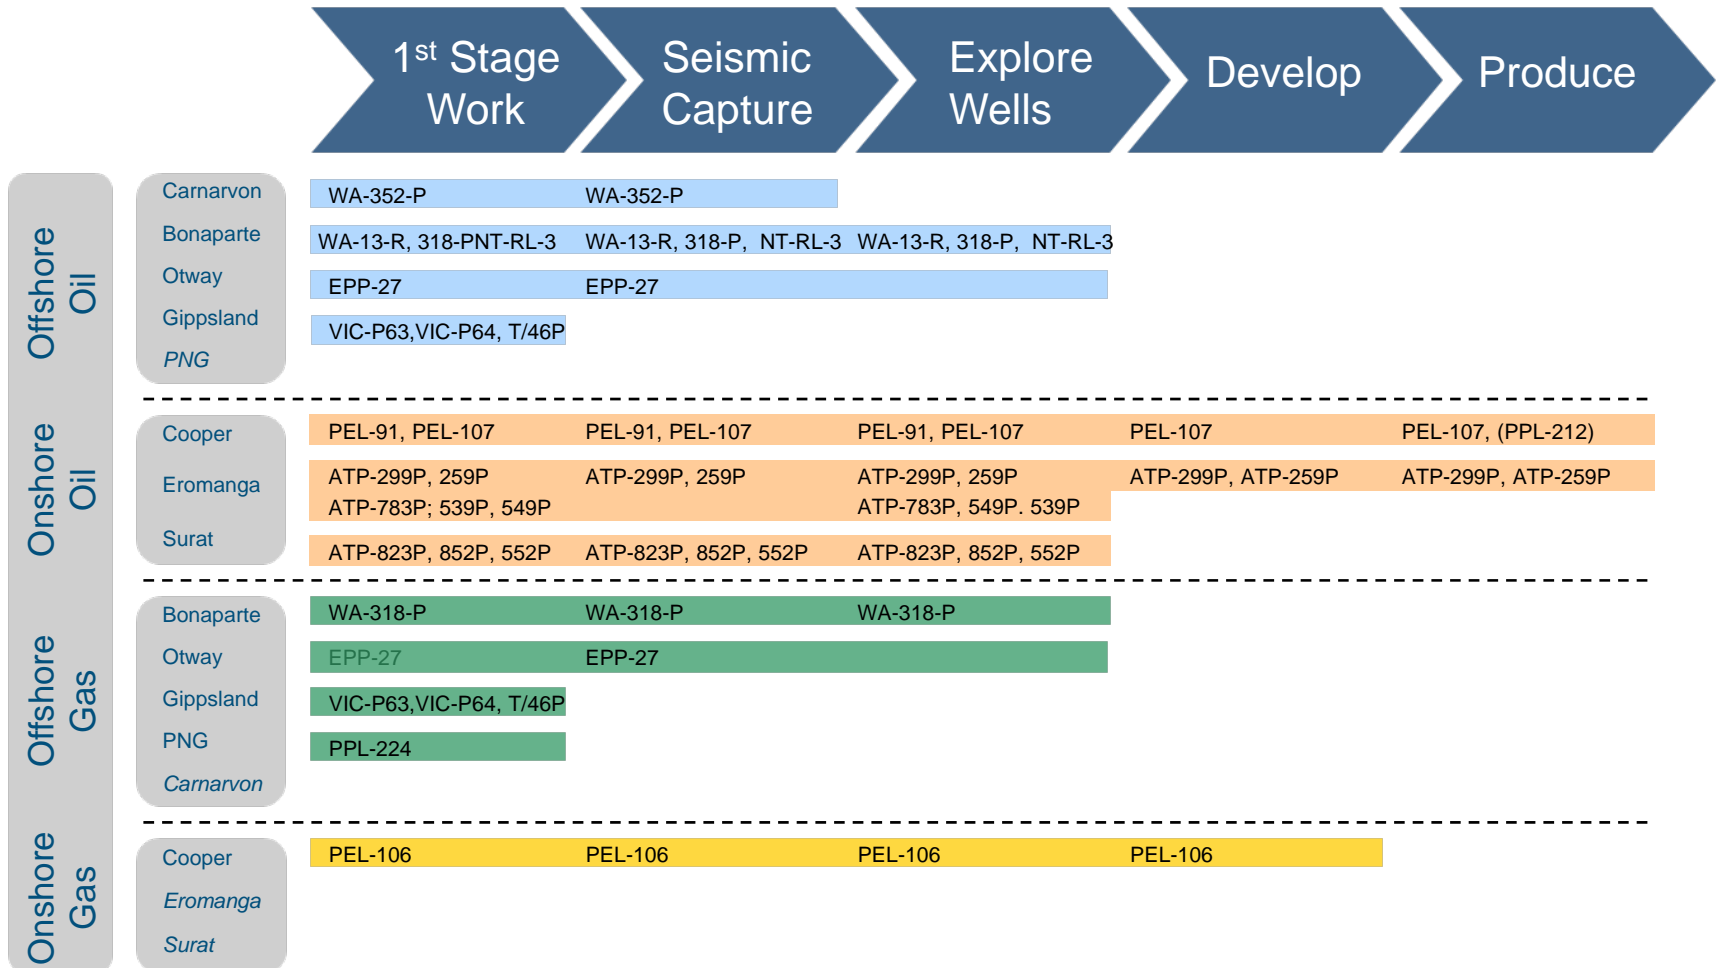 1st Stage
Work
Seismic
Capture
Explore
Wells
Develop
Produce
Offshore
Oil
Carnarvon
WA-352-P
WA-352-P
Bonaparte
WA-13-R, 318-PNT-RL-3
WA-13-R, 318-P, NT-RL-3
WA-13-R, 318-P, NT-RL-3
Otway
EPP-27
EPP-27
Gippsland
VIC-P63,VIC-P64, T/46P
PNG
Onshore
Oil
Cooper
PEL-91, PEL-107
PEL-91, PEL-107
PEL-91, PEL-107
PEL-107
PEL-107, (PPL-212)
Eromanga
ATP-299P, 259P
ATP-299P, 259P
ATP-299P, 259P
ATP-299P, ATP-259P
ATP-299P, ATP-259P
ATP-783P; 539P, 549P
ATP-783P, 549P. 539P
Surat
ATP-823P, 852P, 552P
ATP-823P, 852P, 552P
ATP-823P, 852P, 552P
Offshore
Gas
Bonaparte
WA-318-P
WA-318-P
WA-318-P
Otway
EPP-27
EPP-27
Gippsland
VIC-P63,VIC-P64, T/46P
PNG
PPL-224
Carnarvon
Onshore
Gas
Cooper
PEL-106
PEL-106
PEL-106
PEL-106
Eromanga
Surat